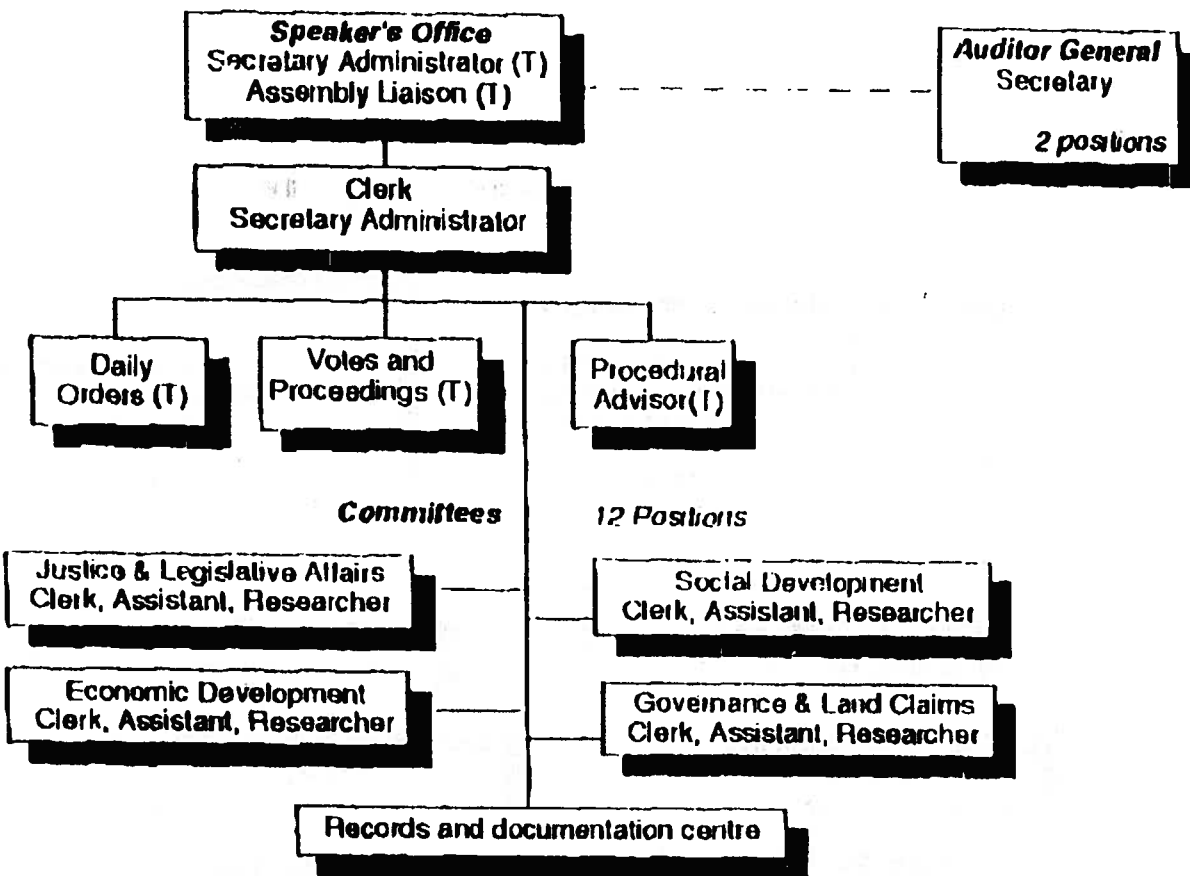 Speaker's Office
Secretary Administrator (T)
Assembly Liaison (T)
Auditor General
Secretary
2 positions
Clerk
Secretary Administrator
Daily
Orders (T)
Votes and
Proceedings (T)
Procedural
Advisor(T)
Committees
12 Positions
Justice & Legislative Affairs
Clerk, Assistant, Researcher
Social Development
Clerk, Assistant, Researcher
Economic Development
Clerk, Assistant, Researcher
Governance & Land Claims
Clerk, Assistant, Researcher
Records and documentation centre